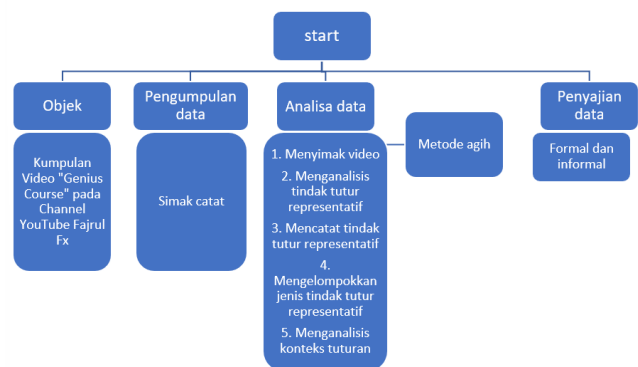 start
Objek
Pengumpulan
data
Analisa data
Penyajian
data
Kumpulan
Video "Genius
Course" pada
Channel
YouTube Fajrul
Fx
Simak catat
1. Menyimak video
2. Menganalisis
tindak tutur
representatif
3. Mencatat tindak
tutur representatif
4.
Mengelompokkan
jenis tindak tutur
representatif
5. Menganalisis
konteks tuturan
Metode agih
Formal dan
informal